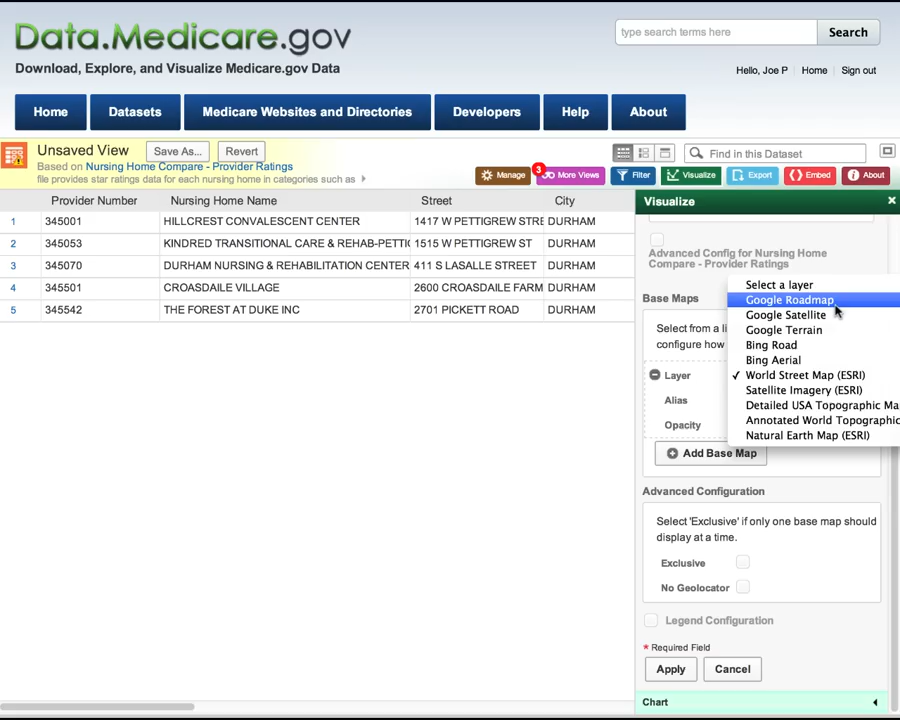 Data.Medicare.gov
Download, Explore, and Visualize Medicare.gov Data
type search terms here
Search
Hello, Joe P
Home
Sign out
Home
Datasets
Medicare Websites and Directories
Developers
Help
About
Unsaved View
Save As...
Revert
Based on Nursing Home Compare - Provider Ratings
file provides star ratings data for each nursing home in categories such as
Find in this Dataset
Manage
3
More Views
Filter
Visualize
Export
Embed
About
Provider Number
Nursing Home Name
Street
City
1 345001 HILLCREST CONVALESCENT CENTER 1417 W PETTIGREW STRE DURHAM
2 345053 KINDRED TRANSITIONAL CARE & REHAB-PETTI 1515 W PETTIGREW ST DURHAM
3 345070 DURHAM NURSING & REHABILITATION CENTER 411 S LASALLE STREET DURHAM
4 345501 CROASDAILE VILLAGE 2600 CROASDAILE FARM DURHAM
5 345542 THE FOREST AT DUKE INC 2701 PICKETT ROAD DURHAM
Visualize
Advanced Config for Nursing Home
Compare - Provider Ratings
Base Maps
Select from a li
configure how
Layer
Alias
Opacity
Select a layer
Google Roadmap
Google Satellite
Google Terrain
Bing Road
Bing Aerial
✓ World Street Map (ESRI)
Satellite Imagery (ESRI)
Detailed USA Topographic Ma
Annotated World Topographic
Natural Earth Map (ESRI)
Add Base Map
Advanced Configuration
Select 'Exclusive' if only one base map should
display at a time.
Exclusive
No Geolocator
Legend Configuration
* Required Field
Apply
Cancel
Chart